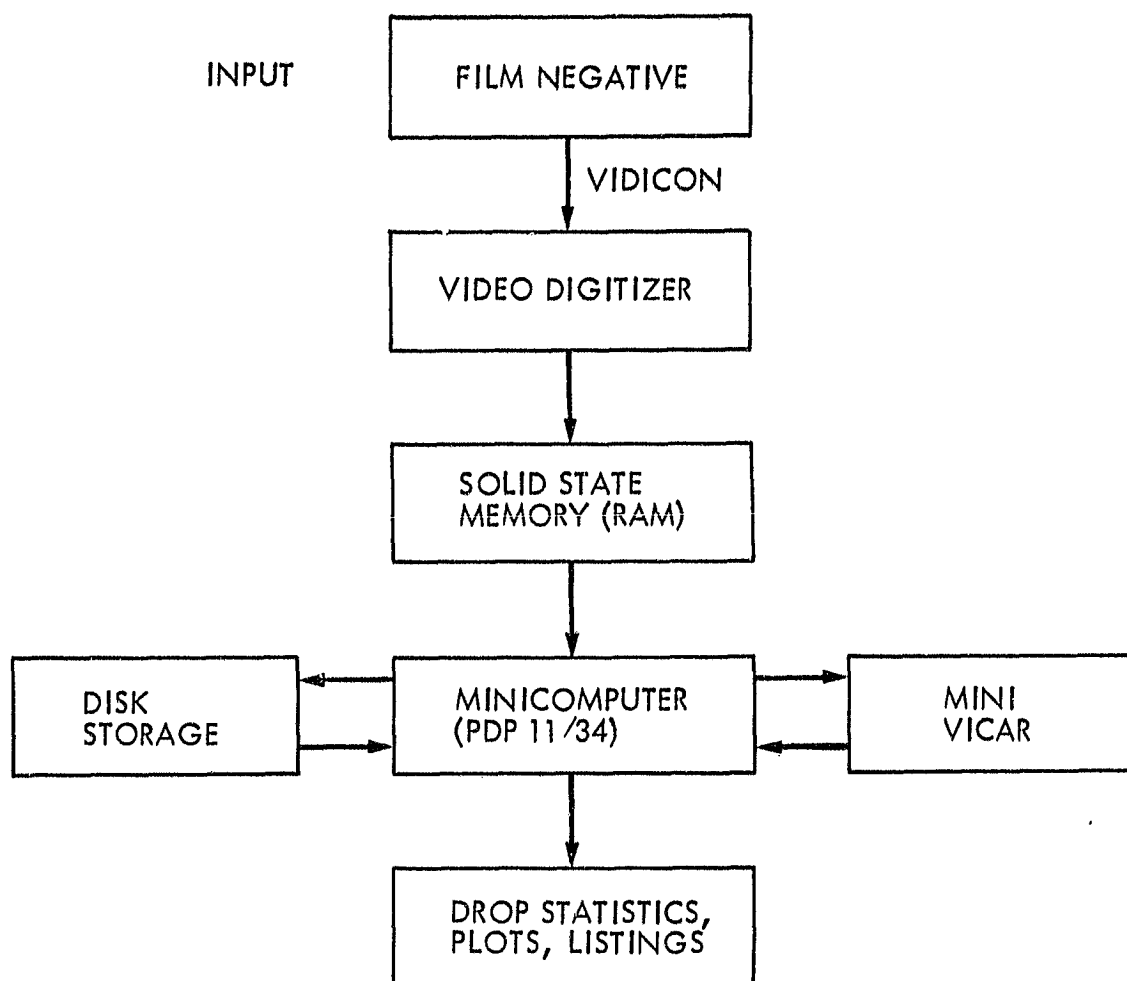 INPUT
FILM NEGATIVE
VIDICON
VIDEO DIGITIZER
SOLID STATE
MEMORY (RAM)
DISK
STORAGE
MINICOMPUTER
(PDP 11/34)
MINI
VICAR
DROP STATISTICS,
PLOTS, LISTINGS